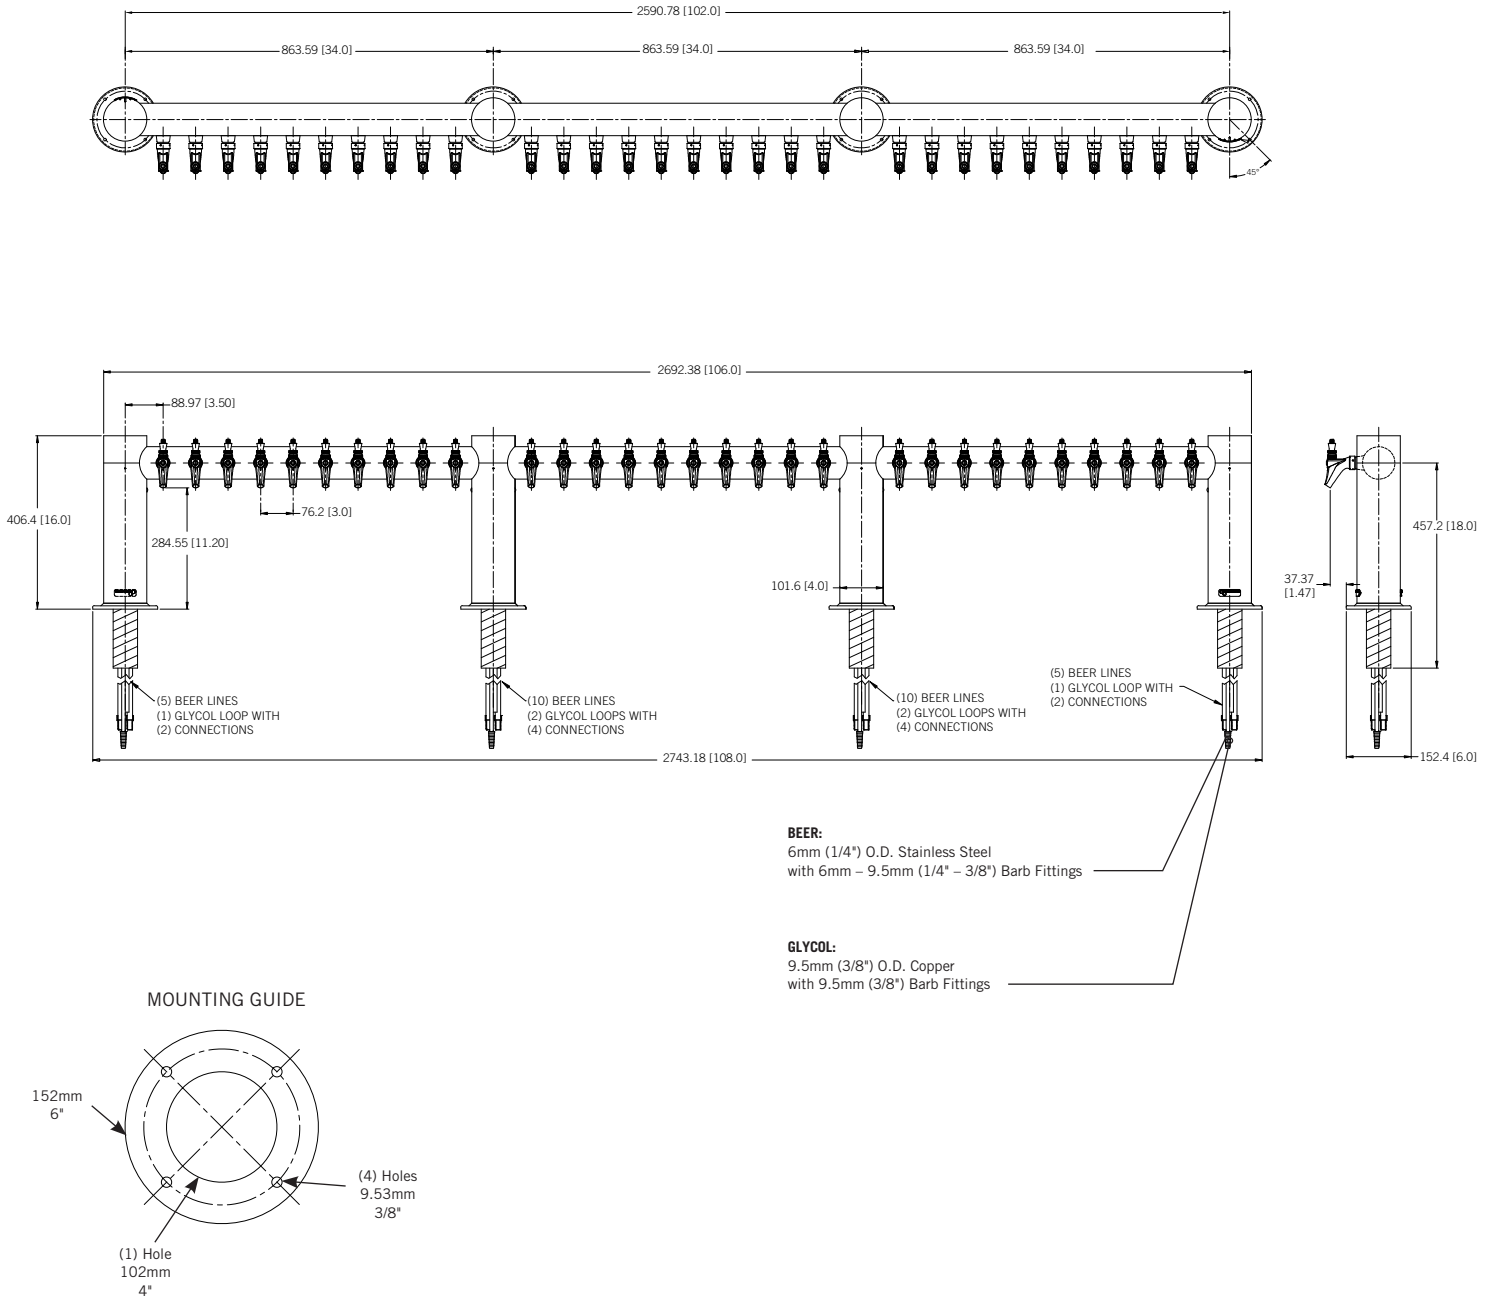 2590.78 [102.0]
863.59 [34.0]
863.59 [34.0]
863.59 [34.0]
45°
2692.38 [106.0]
88.97 [3.50]
406.4 [16.0]
76.2 [3.0]
284.55 [11.20]
101.6 [4.0]
457.2 [18.0]
37.37
[1.47]
(5) BEER LINES
(1) GLYCOL LOOP WITH
(2) CONNECTIONS
(10) BEER LINES
(2) GLYCOL LOOPS WITH
(4) CONNECTIONS
(10) BEER LINES
(2) GLYCOL LOOPS WITH
(4) CONNECTIONS
(5) BEER LINES
(1) GLYCOL LOOP WITH
(2) CONNECTIONS
2743.18 [108.0]
152.4 [6.0]
BEER:
6mm (1/4") O.D. Stainless Steel
with 6mm – 9.5mm (1/4" – 3/8") Barb Fittings
GLYCOL:
9.5mm (3/8") O.D. Copper
with 9.5mm (3/8") Barb Fittings
MOUNTING GUIDE
152mm
6"
(4) Holes
9.53mm
3/8"
(1) Hole
102mm
4"